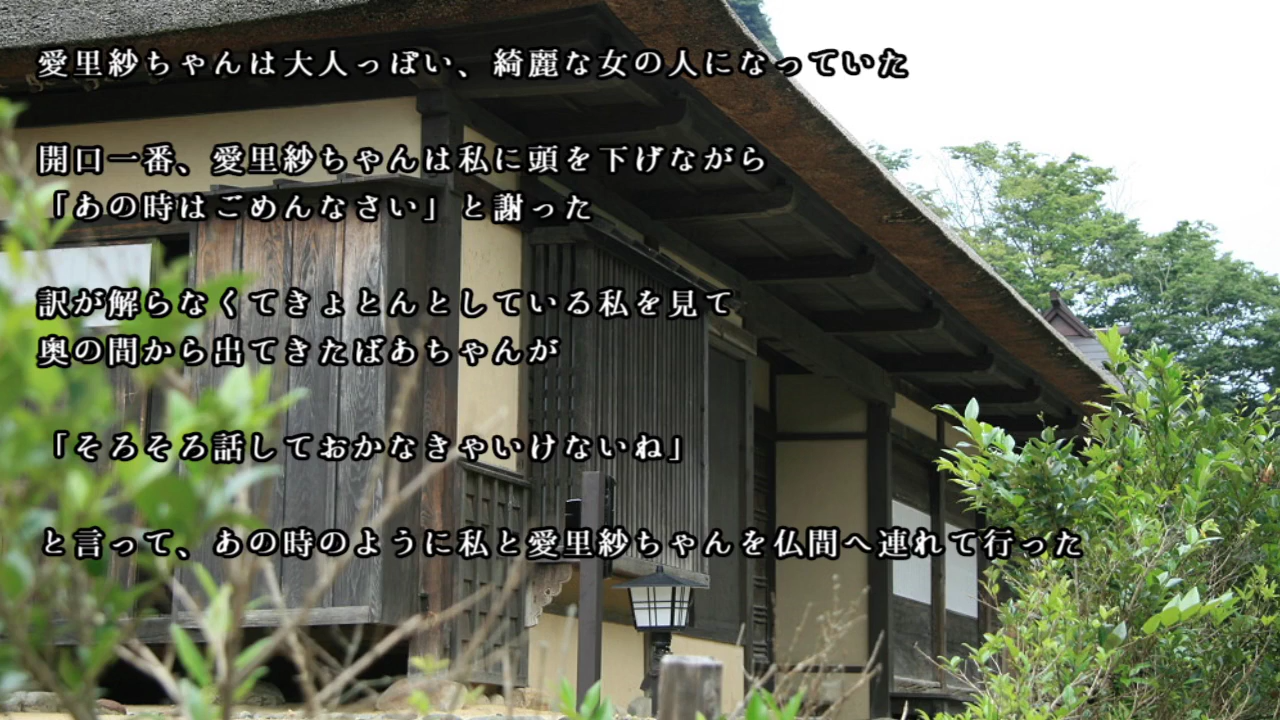 愛里紗ちゃんは大人っぽい、綺麗な女の人になっていた
開口一番、愛里紗ちゃんは私に頭を下げながら
「あの時はごめんなさい」と謝った
訳が解らなくてきょとんとしている私を見て
奥の間から出てきたばあちゃんが
「そろそろ話しておかなきゃいけないね」
と言って、あの時のように私と愛里紗ちゃんを仏間へ連れて行った